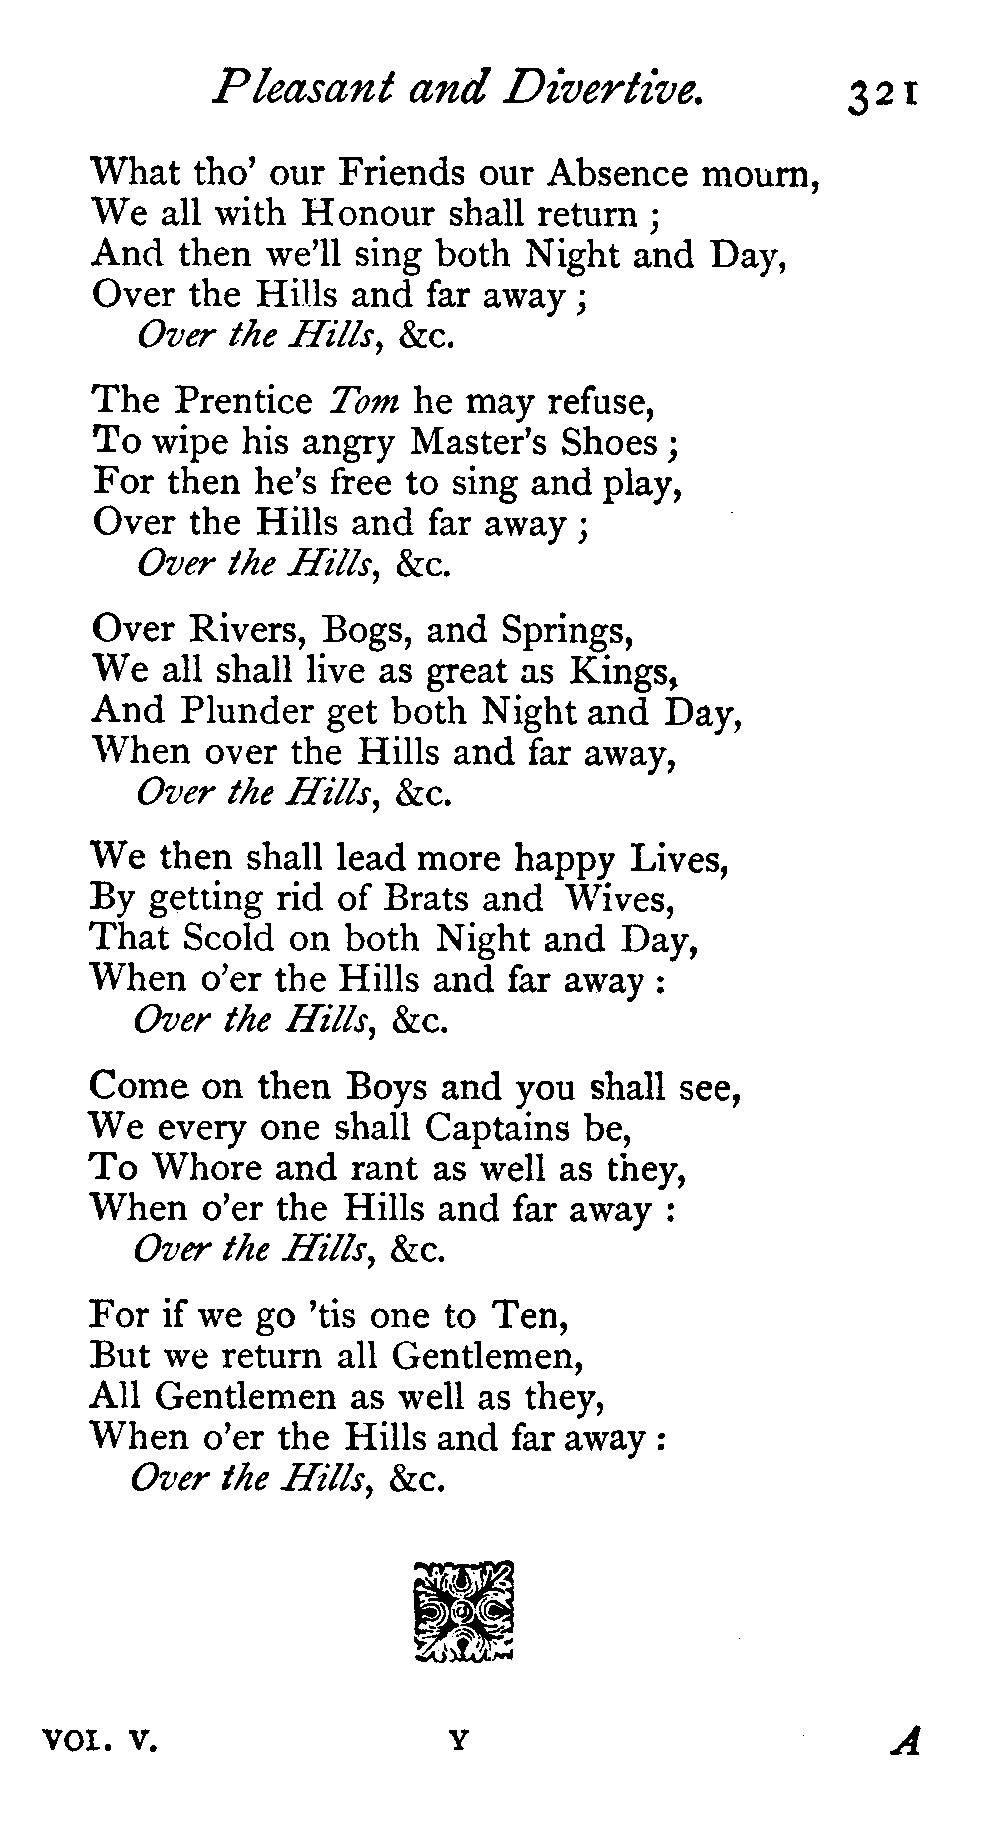 Pleasant and Divertive. 321
What tho' our Friends our Absence mourn,
We all with Honour shall return ;
And then we'll sing both Night and Day,
Over the Hills and far away ;
Over the Hills, &c.
The Prentice Tom he may refuse,
To wipe his angry Master's Shoes ;
For then he's free to sing and play,
Over the Hills and far away ;
Over the Hills, &c.
Over Rivers, Bogs, and Springs,
We all shall live as great as Kings,
And Plunder get both Night and Day,
When over the Hills and far away,
Over the Hills, &c.
We then shall lead more happy Lives,
By getting rid of Brats and Wives,
That Scold on both Night and Day,
When o'er the Hills and far away :
Over the Hills, &c.
Come on then Boys and you shall see,
We every one shall Captains be,
To Whore and rant as well as they,
When o'er the Hills and far away :
Over the Hills, &c.
For if we go 'tis one to Ten,
But we return all Gentlemen,
All Gentlemen as well as they,
When o'er the Hills and far away :
Over the Hills, &c.
VOL. V. Y A